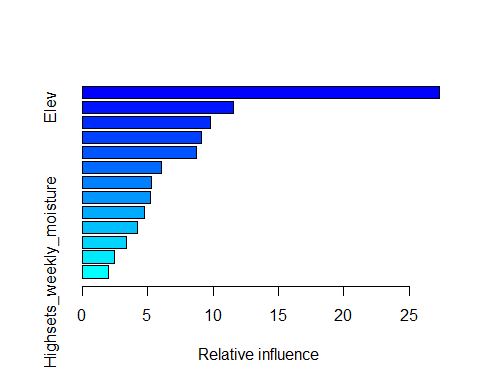 Elev
Highsets_weekly_moisture
0 5 10 15 20 25
Relative influence